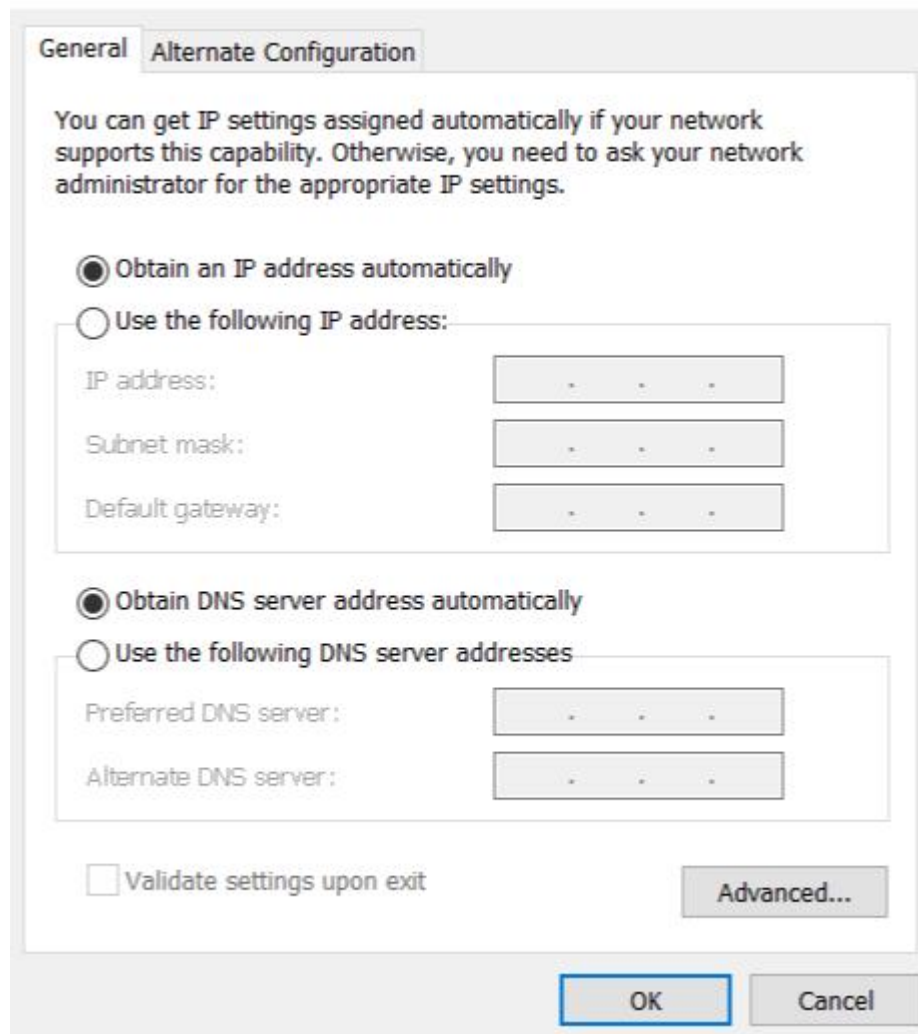 General
Alternate Configuration
You can get IP settings assigned automatically if your network
supports this capability. Otherwise, you need to ask your network
administrator for the appropriate IP settings.
Obtain an IP address automatically
Use the following IP address:
IP address:
. . .
Subnet mask:
. . .
Default gateway:
. . .
Obtain DNS server address automatically
Use the following DNS server addresses
Preferred DNS server:
. . .
Alternate DNS server:
. . .
Validate settings upon exit
Advanced...
OK
Cancel